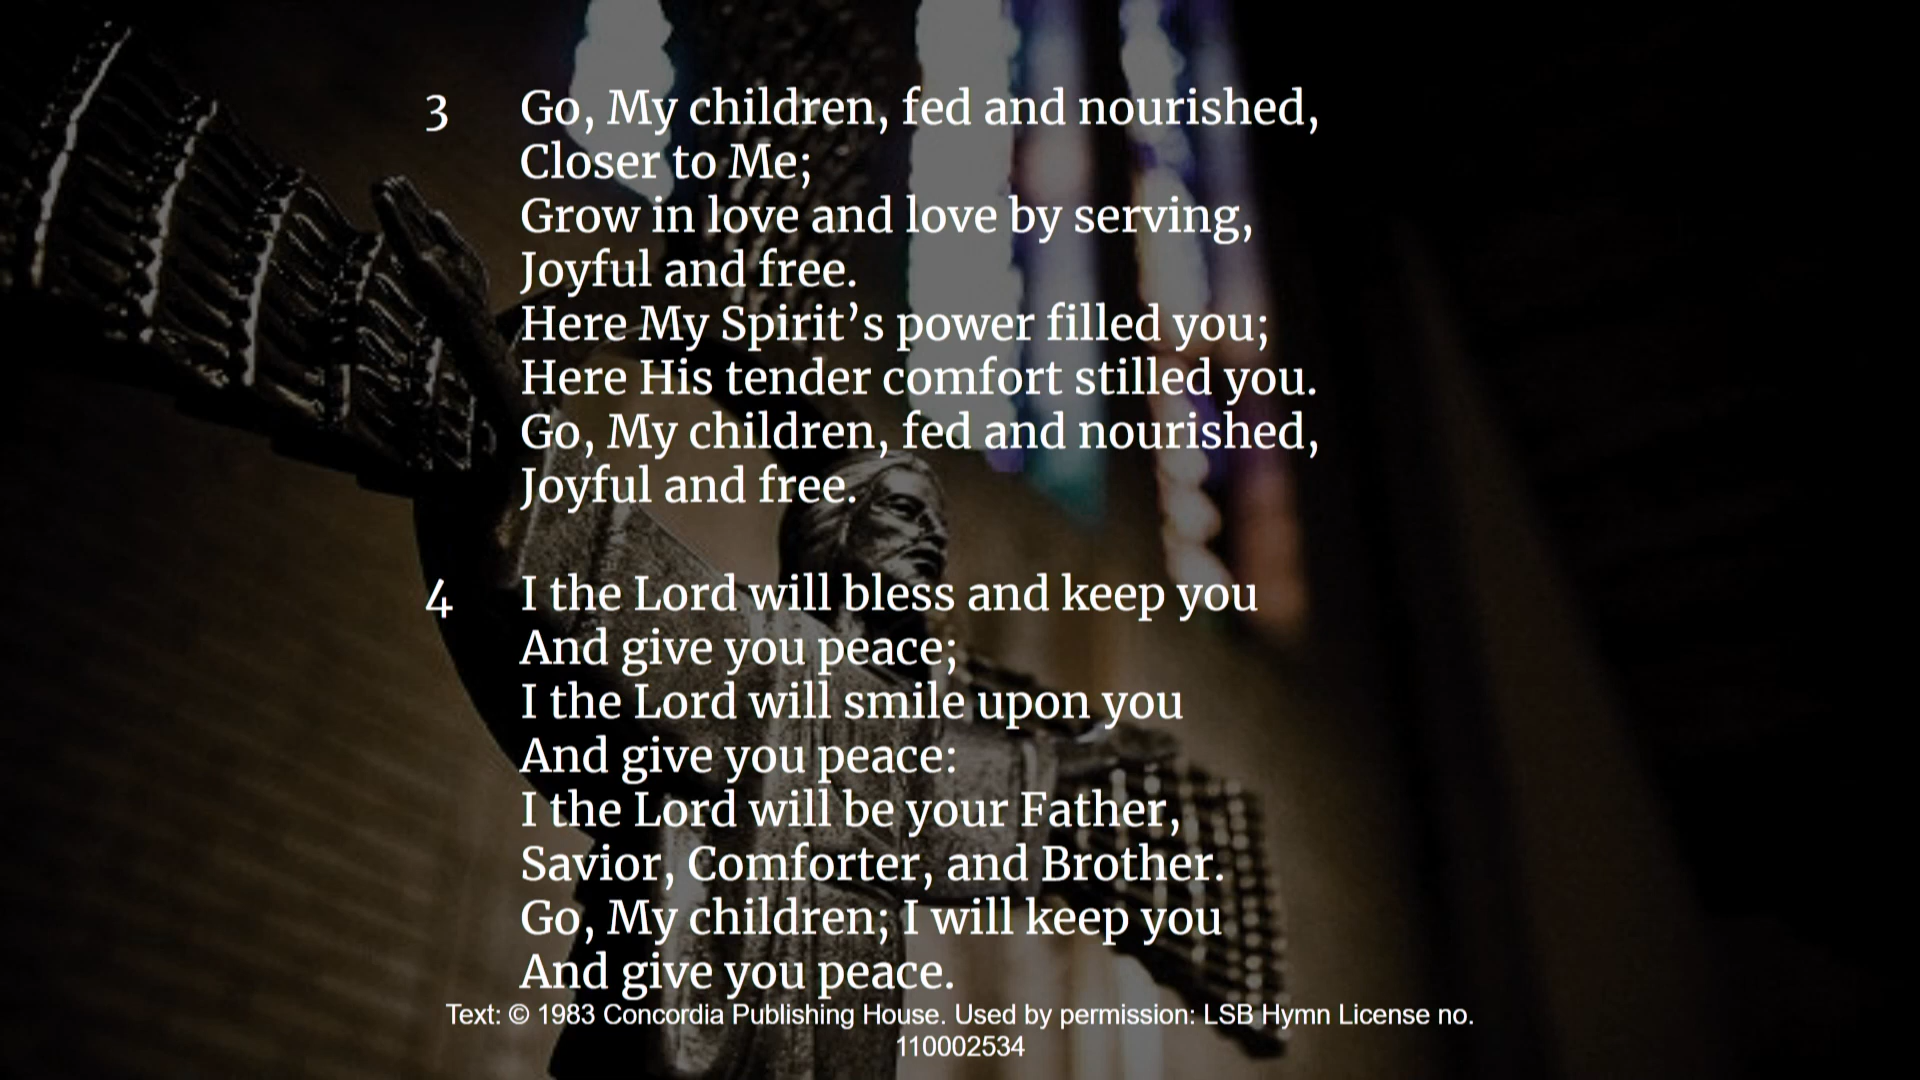 3 Go, My children, fed and nourished,
Closer to Me;
Grow in love and love by serving,
Joyful and free.
Here My Spirit’s power filled you;
Here His tender comfort stilled you.
Go, My children, fed and nourished,
Joyful and free.
4 I the Lord will bless and keep you
And give you peace;
I the Lord will smile upon you
And give you peace:
I the Lord will be your Father,
Savior, Comforter, and Brother.
Go, My children; I will keep you
And give you peace.
Text: © 1983 Concordia Publishing House. Used by permission: LSB Hymn License no.
110002534